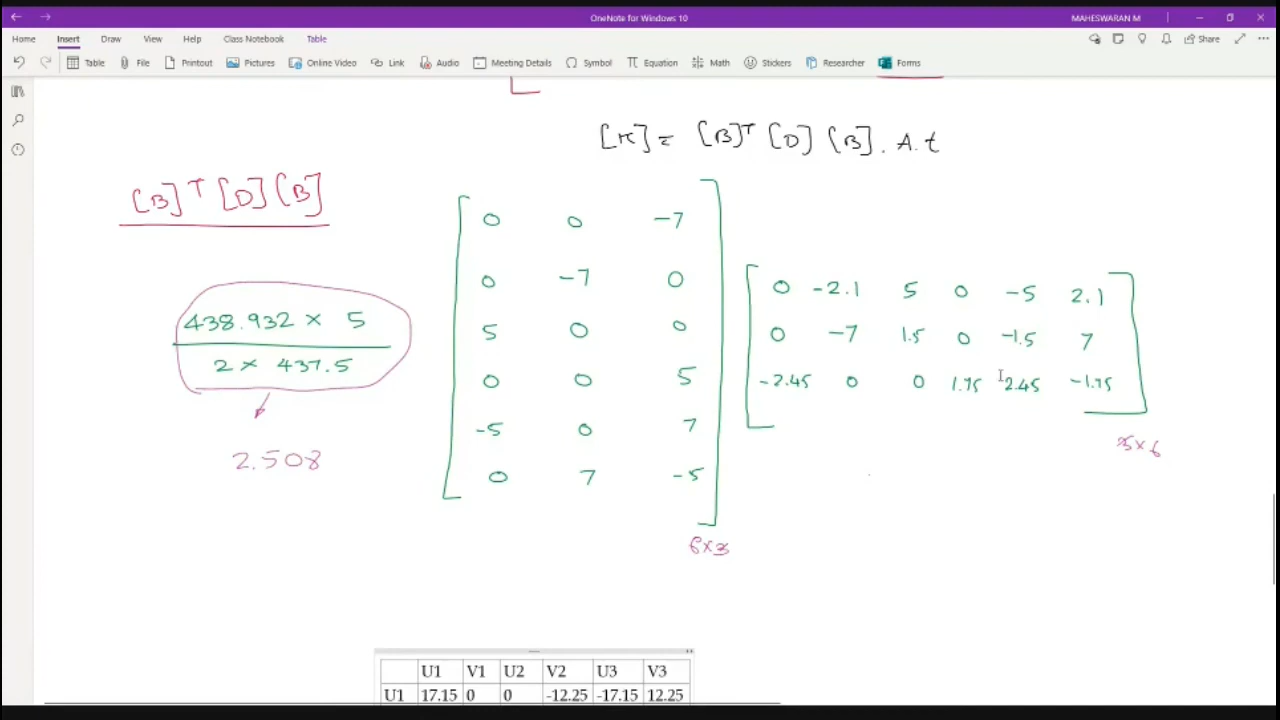 OneNote for Windows 10
MAHESWARAN M
Home Insert Draw View Help Class Notebook Table
Share
Table File Printout Pictures Online Video Link Audio Meeting Details Symbol Equation Math Stickers Researcher Forms
[K] = [B]ᵀ [D] [B] . A.t
[B]ᵀ [D] [B]
438.932 × 5
2 × 437.5
2.508
0 0 -7
0 -7 0
5 0 0
0 0 5
-5 0 7
0 7 -5
6×3
0 -2.1 5 0 -5 2.1
0 -7 1.5 0 -1.5 7
-2.45 0 0 1.75 2.45 -1.75
3×6
U1 V1 U2 V2 U3 V3
U1 17.15 0 0 -12.25 -17.15 12.25